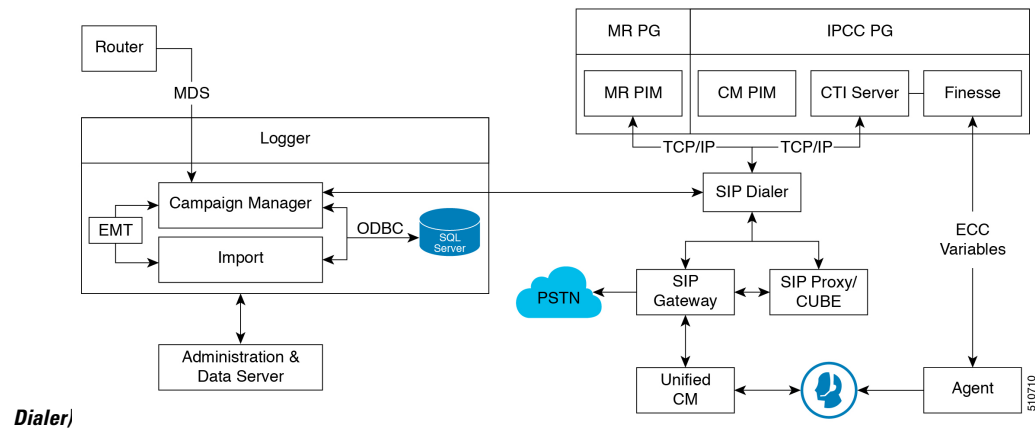 MR PG
IPCC PG
Router
MR PIM
CM PIM
CTI Server
Finesse
MDS
Logger
TCP/IP
TCP/IP
Campaign Manager
SIP Dialer
EMT
ODBC
SQL
Server
ECC
Variables
Import
PSTN
SIP
Gateway
SIP Proxy/
CUBE
Administration &
Data Server
Unified
CM
Agent
510710
Dialer)